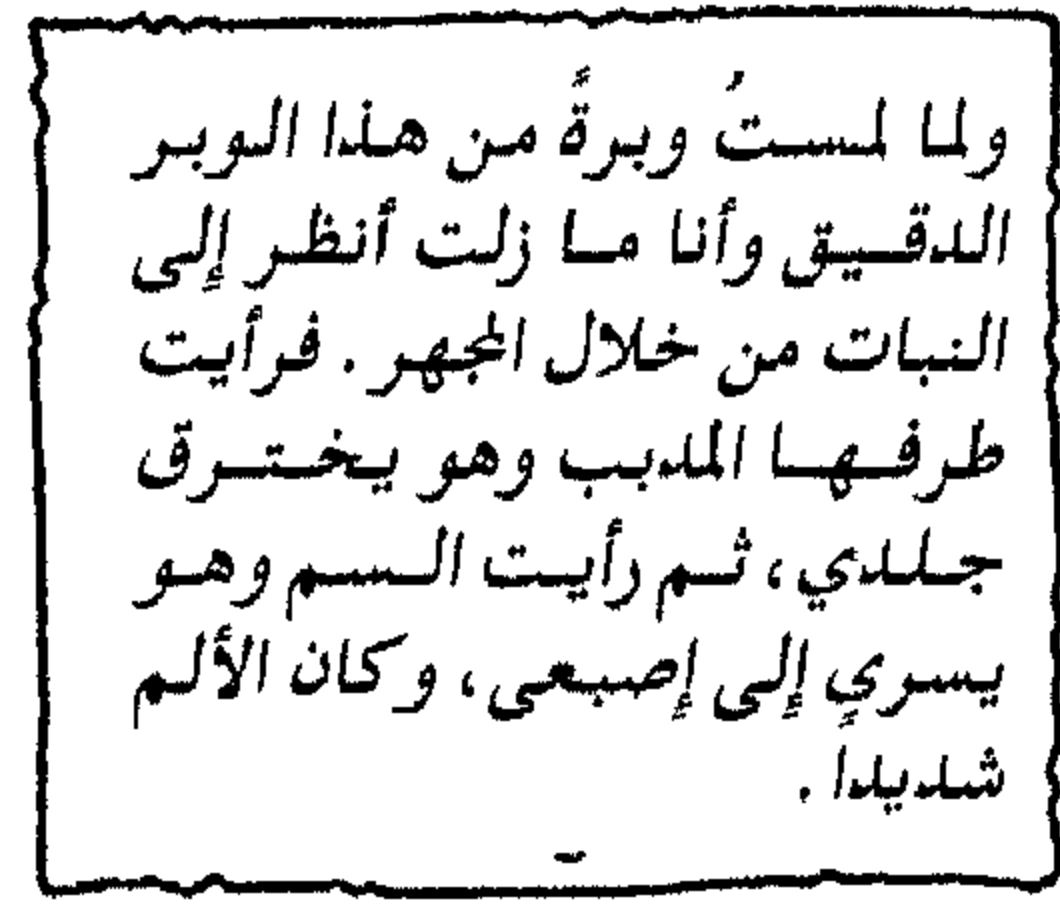 ولما لمستُ وبرةً من هذا الوبر
الدقيق وأنا ما زلت أنظر إلى
النبات من خلال المجهر . فرأيت
طرفها المدبب وهو يخترق
جلدي ، ثم رأيت السم وهو
يسري إلى إصبعى ، وكان الألم
شديداً .